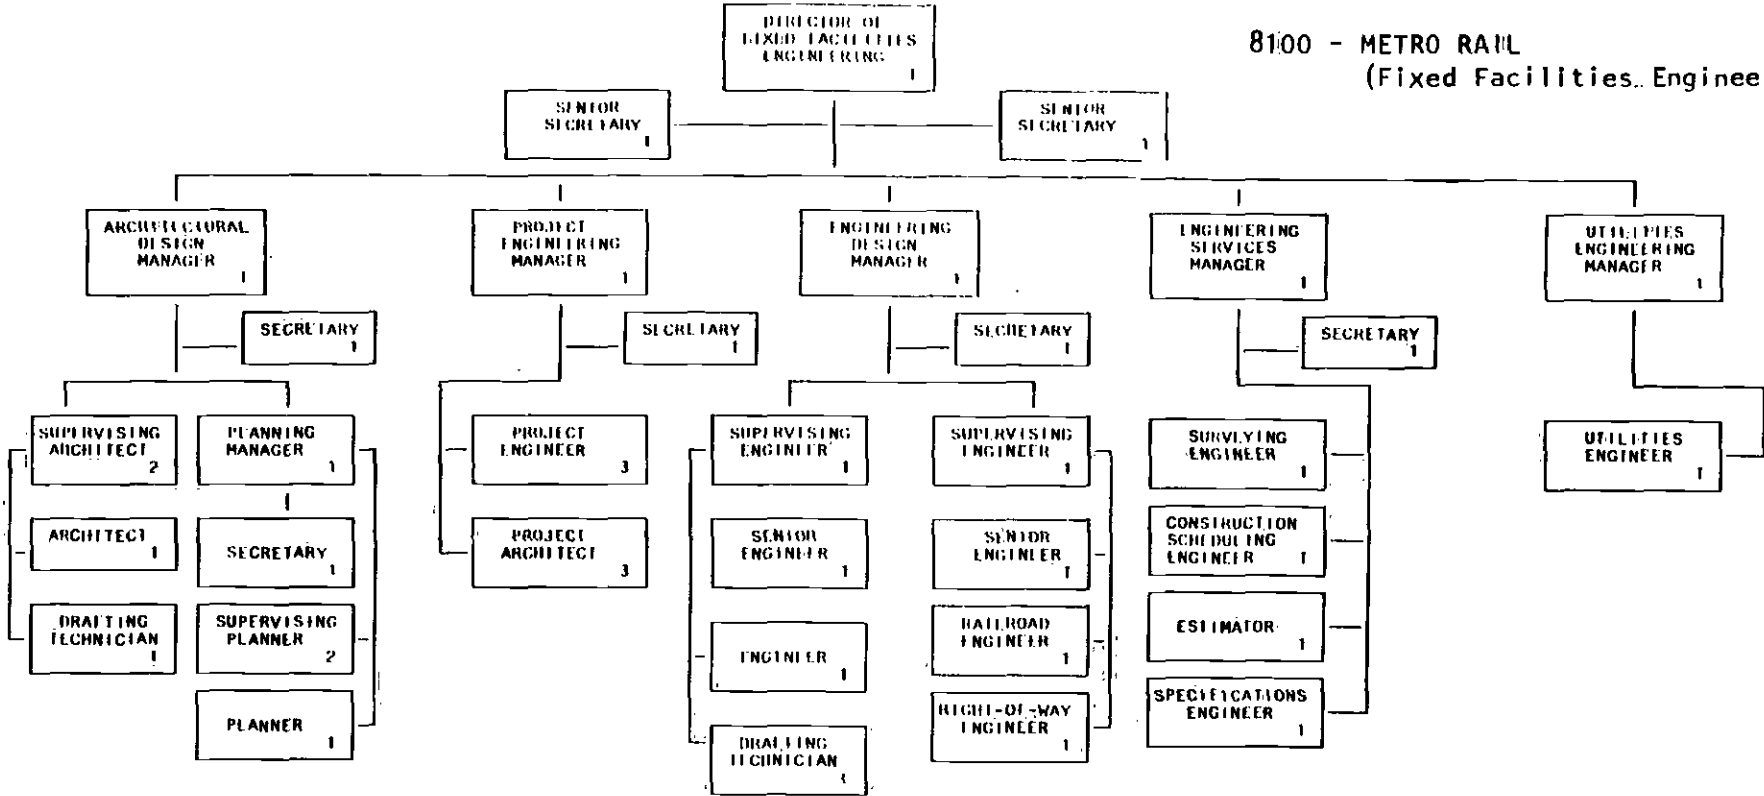 8100 - METRO RAIL
(Fixed Facilities Enginee
DIRECTOR OF
FIXED FACILITIES
ENGINEERING
1
SENIOR
SECRETARY
1
SENIOR
SECRETARY
1
ARCHITECTURAL
DESIGN
MANAGER
1
PROJECT
ENGINEERING
MANAGER
1
ENGINEERING
DESIGN
MANAGER
1
ENGINEERING
SERVICES
MANAGER
1
UTILITIES
ENGINEERING
MANAGER
1
SECRETARY
1
SECRETARY
1
SECRETARY
1
SECRETARY
1
SUPERVISING
ARCHITECT
2
PLANNING
MANAGER
1
PROJECT
ENGINEER
3
SUPERVISING
ENGINEER
1
SUPERVISING
ENGINEER
1
SURVYING
ENGINEER
1
UTILITIES
ENGINEER
1
ARCHITECT
1
SECRETARY
1
PROJECT
ARCHITECT
3
SENIOR
ENGINEER
1
SENIOR
ENGINEER
1
CONSTRUCTION
SCHEDULING
ENGINEER
1
DRAFTING
TECHNICIAN
1
SUPERVISING
PLANNER
2
ENGINEER
1
RAILROAD
ENGINEER
1
ESTIMATOR
1
PLANNER
1
DRAFTING
TECHNICIAN
1
RIGHT-OF-WAY
ENGINEER
1
SPECIFICATIONS
ENGINEER
1